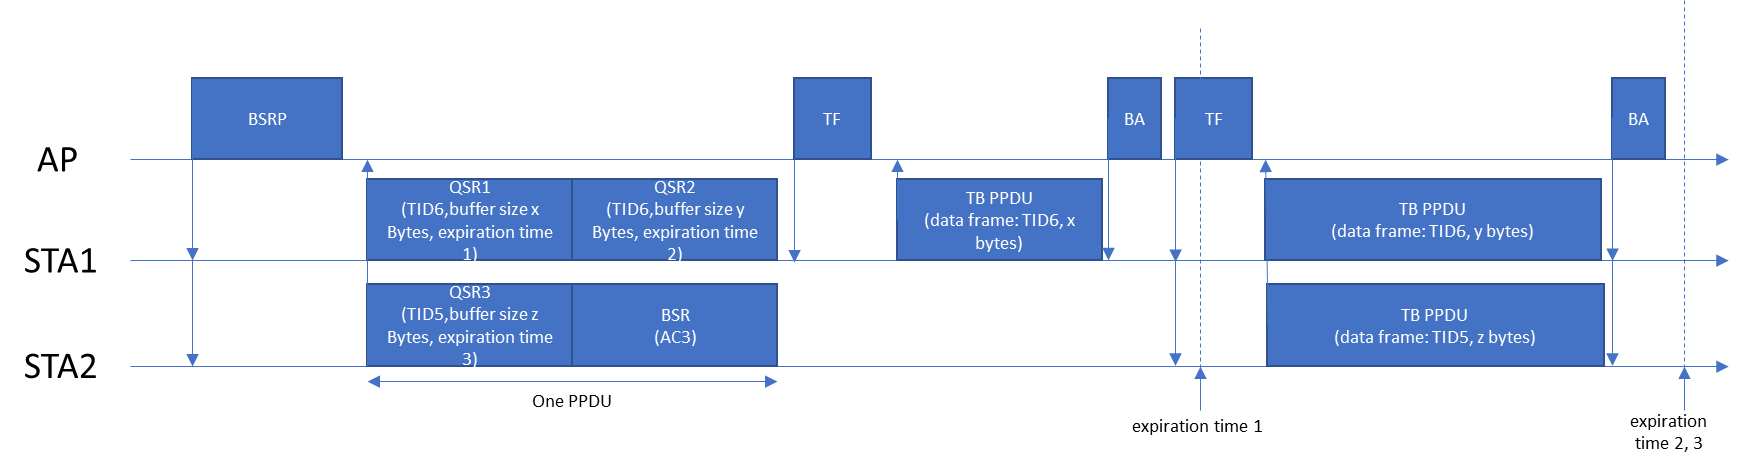 BSRP
TF
BA
TF
BA
AP
QSR1
(TID6,buffer size x
Bytes, expiration time
1)
QSR2
(TID6,buffer size y
Bytes, expiration time
2)
TB PPDU
(data frame: TID6, x
bytes)
TB PPDU
(data frame: TID6, y bytes)
STA1
QSR3
(TID5,buffer size z
Bytes, expiration time
3)
BSR
(AC3)
TB PPDU
(data frame: TID5, z bytes)
STA2
One PPDU
expiration time 1
expiration
time 2, 3